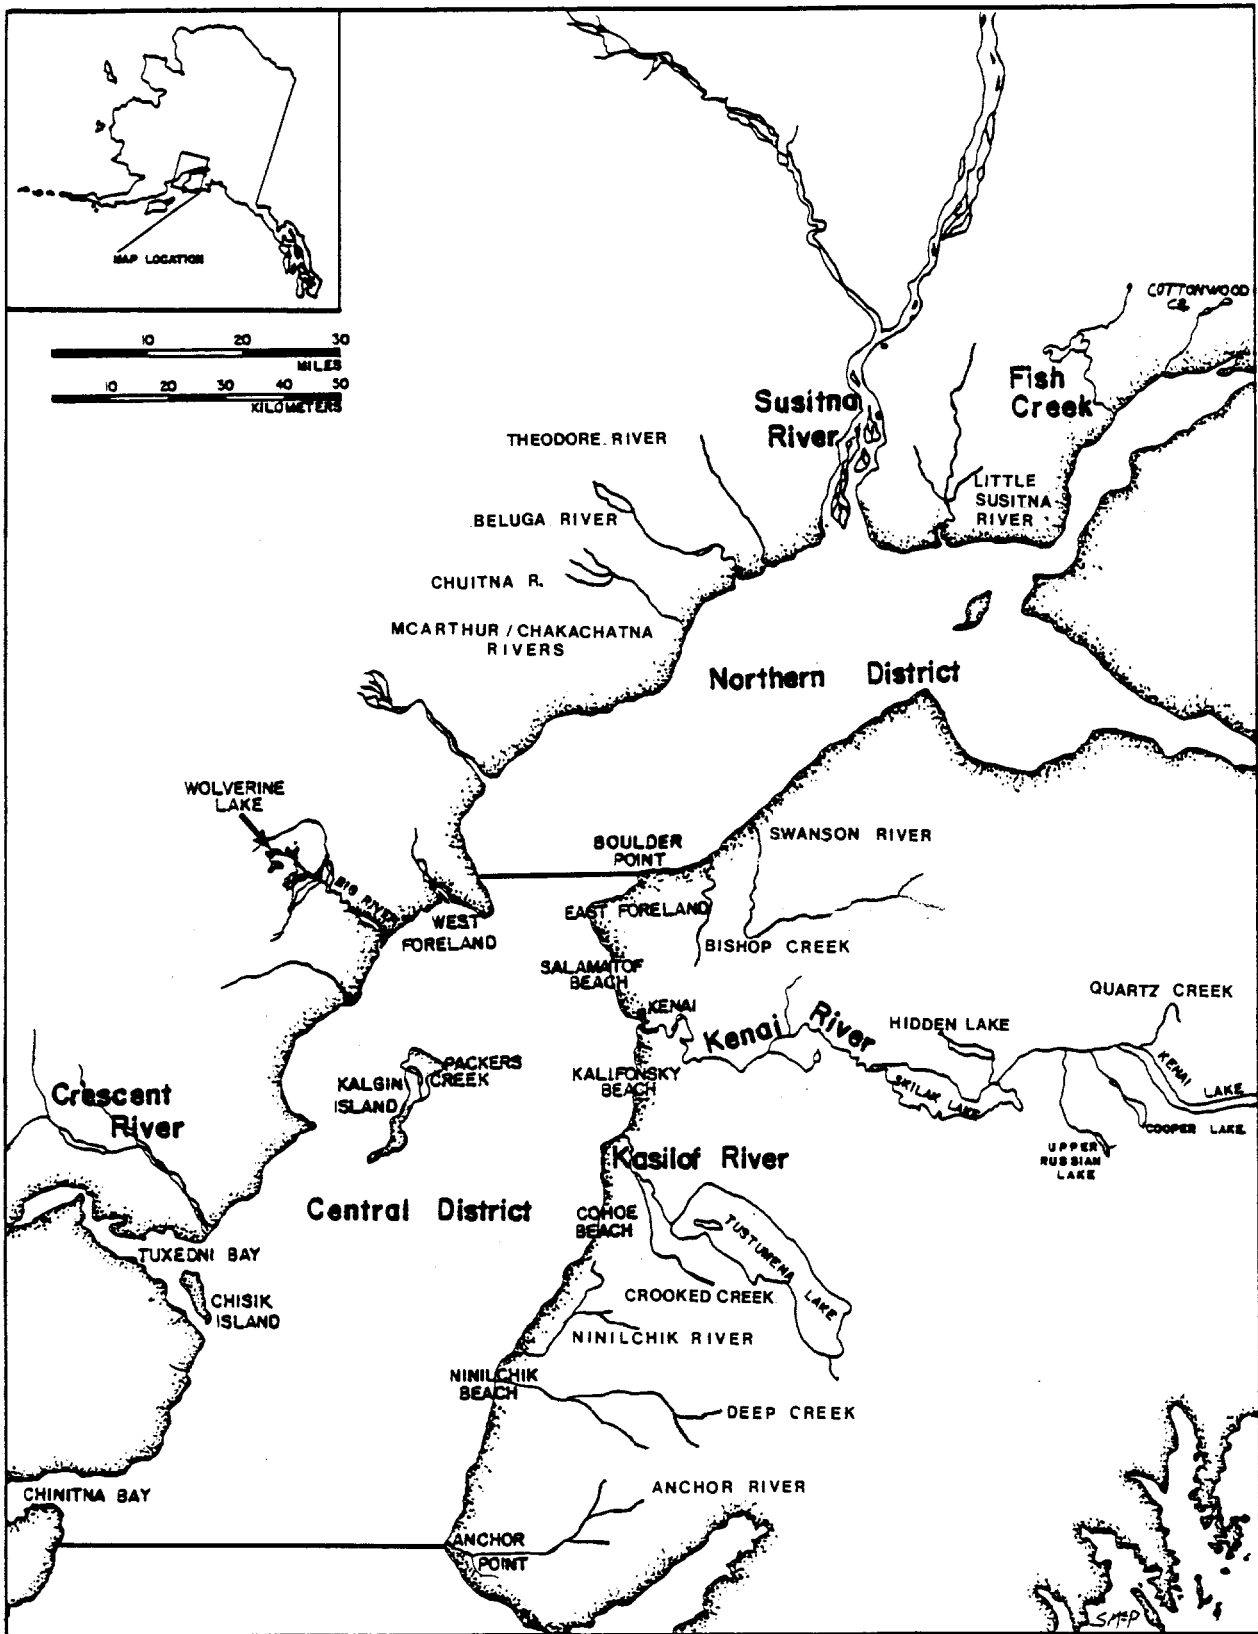 MAP LOCATION
10 20 30
MILES
10 20 30 40 50
KILOMETERS
COTTONWOOD
CR.
Fish
Creek
Susitna
River
THEODORE RIVER
LITTLE
SUSITNA
RIVER
BELUGA RIVER
CHUITNA R.
MCARTHUR / CHAKACHATNA
RIVERS
Northern District
WOLVERINE
LAKE
BIG RIVER
WEST
FORELAND
BOULDER
POINT
SWANSON RIVER
EAST FORELAND
BISHOP CREEK
SALAMATOF
BEACH
KENAI
Kenai River
HIDDEN LAKE
QUARTZ CREEK
KENAI LAKE
SKILAK LAKE
COOPER LAKE
UPPER
RUSSIAN
LAKE
KALIFONSKY
BEACH
PACKERS
CREEK
KALGIN
ISLAND
Crescent
River
Kasilof River
Central District
COHOE
BEACH
TUSTUMENA LAKE
TUXEDNI BAY
CHISIK
ISLAND
CROOKED CREEK
NINILCHIK RIVER
NINILCHIK
BEACH
DEEP CREEK
CHINITNA BAY
ANCHOR RIVER
ANCHOR
POINT
SMcP